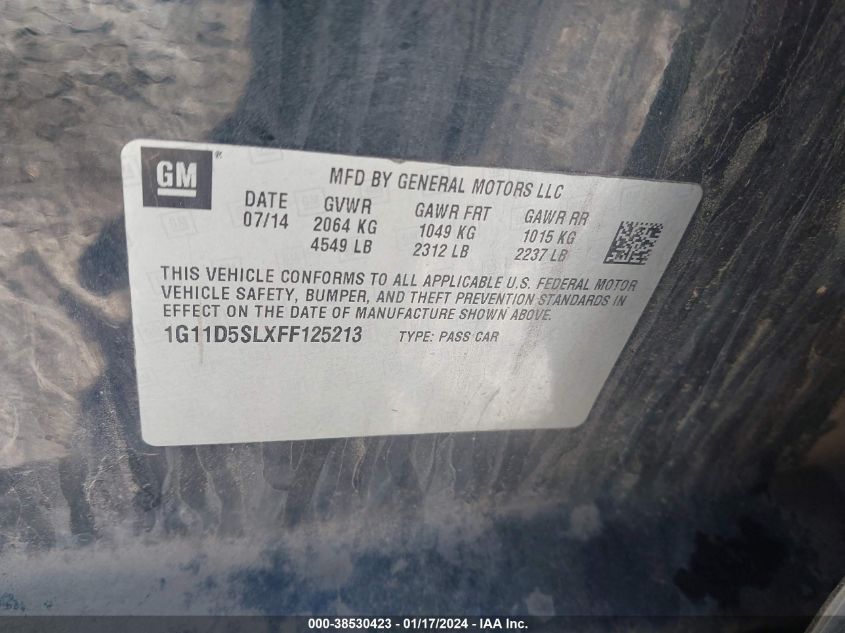 GM®
MFD BY GENERAL MOTORS LLC
DATE GVWR GAWR FRT GAWR RR
07/14 2064 KG 1049 KG 1015 KG
4549 LB 2312 LB 2237 LB
THIS VEHICLE CONFORMS TO ALL APPLICABLE U.S. FEDERAL MOTOR
VEHICLE SAFETY, BUMPER, AND THEFT PREVENTION STANDARDS IN
EFFECT ON THE DATE OF MANUFACTURE SHOWN ABOVE.
1G11D5SLXFF125213 TYPE: PASS CAR
000-38530423 - 01/17/2024 - IAA Inc.